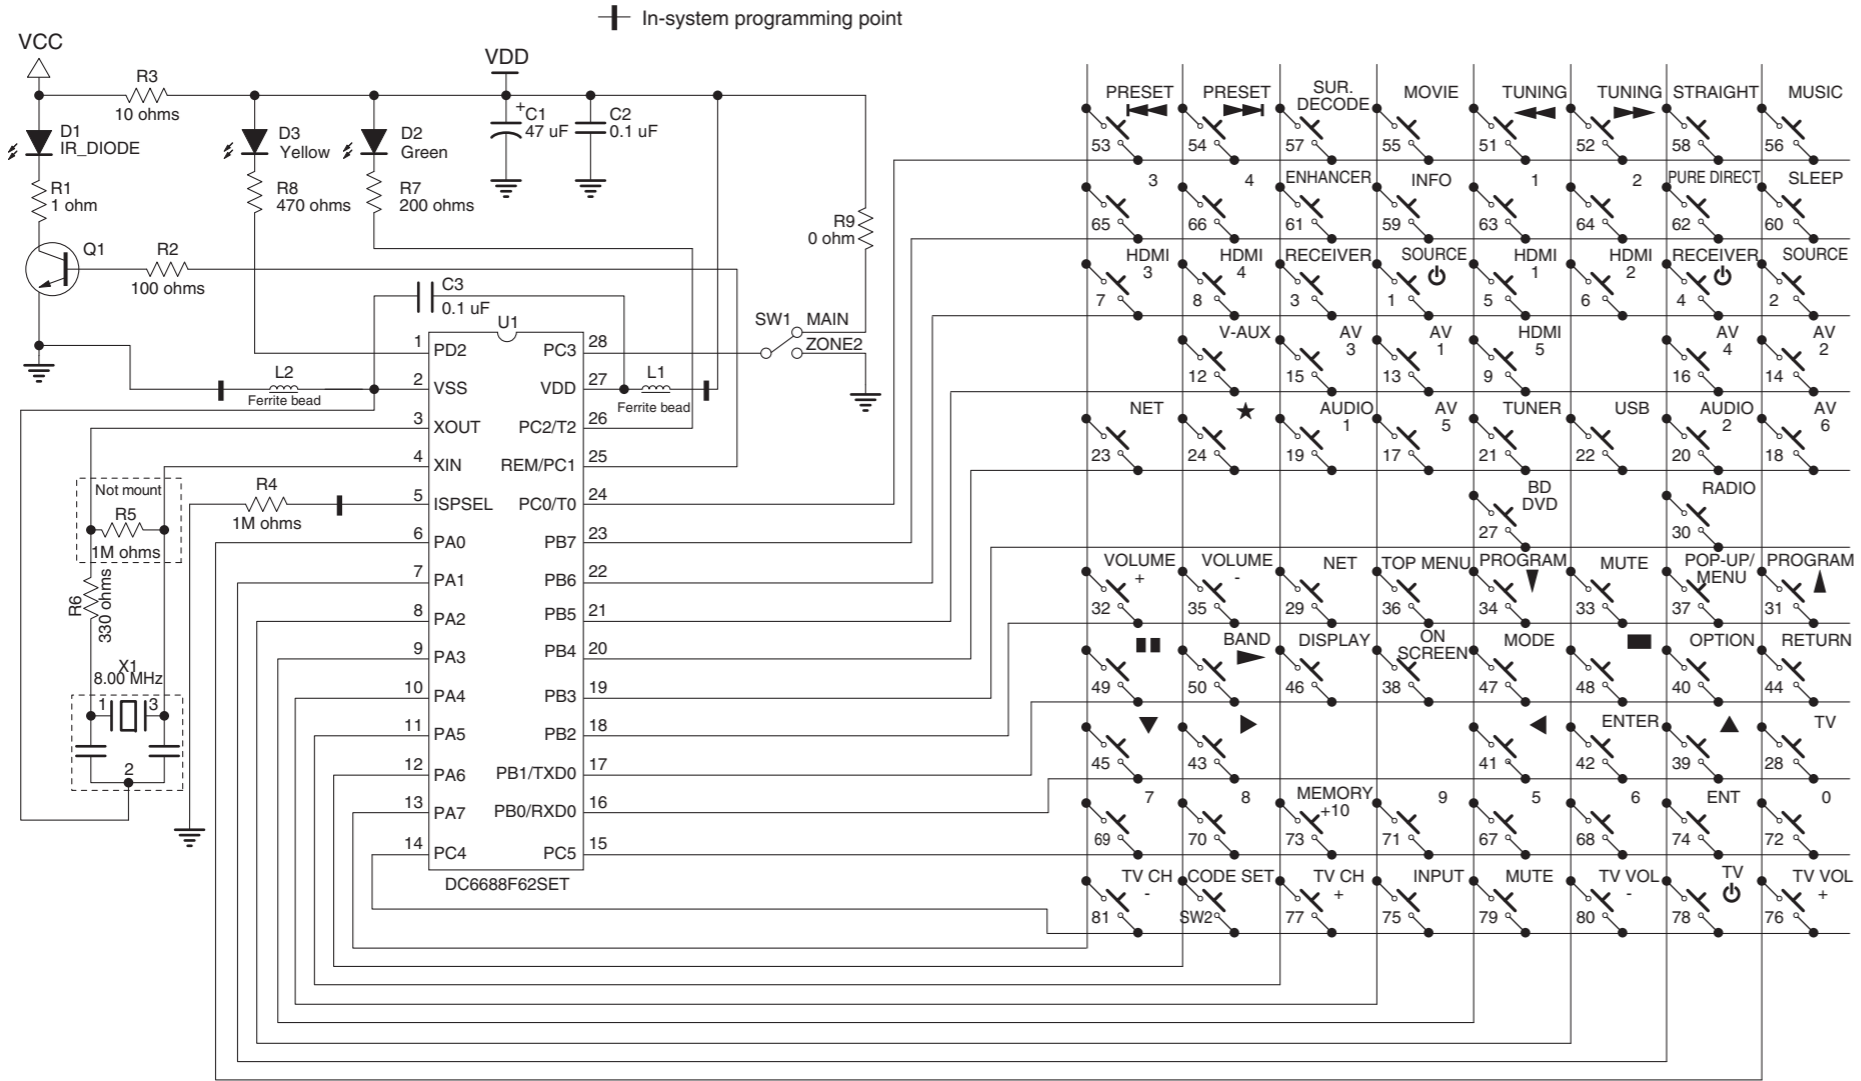 In-system programming point
VCC
VDD
R3
10 ohms
D1
IR_DIODE
D3
Yellow
D2
Green
+
C1
47 uF
C2
0.1 uF
R1
1 ohm
R8
470 ohms
R7
200 ohms
R9
0 ohm
Q1
R2
100 ohms
C3
0.1 uF
U1
SW1
MAIN
ZONE2
L2
Ferrite bead
L1
Ferrite bead
1 PD2 PC3 28
2 VSS VDD 27
3 XOUT PC2/T2 26
4 XIN REM/PC1 25
5 ISPSEL PC0/T0 24
6 PA0 PB7 23
7 PA1 PB6 22
8 PA2 PB5 21
9 PA3 PB4 20
10 PA4 PB3 19
11 PA5 PB2 18
12 PA6 PB1/TXD0 17
13 PA7 PB0/RXD0 16
14 PC4 PC5 15
DC6688F62SET
Not mount
R5
1M ohms
R4
1M ohms
R6
330 ohms
X1
8.00 MHz
1 3
2
PRESET PRESET SUR. DECODE MOVIE TUNING TUNING STRAIGHT MUSIC
53 54 57 55 51 52 58 56
3 4 ENHANCER INFO 1 2 PURE DIRECT SLEEP
65 66 61 59 63 64 62 60
HDMI 3 HDMI 4 RECEIVER SOURCE HDMI 1 HDMI 2 RECEIVER SOURCE
7 8 3 1 5 6 4 2
V-AUX AV 3 AV 1 HDMI 5 AV 4 AV 2
12 15 13 9 16 14
NET ★ AUDIO 1 AV 5 TUNER USB AUDIO 2 AV 6
23 24 19 17 21 22 20 18
BD DVD RADIO
27 30
VOLUME + VOLUME - NET TOP MENU PROGRAM MUTE POP-UP/ MENU PROGRAM
32 35 29 36 34 33 37 31
BAND DISPLAY ON SCREEN MODE OPTION RETURN
49 50 46 38 47 48 40 44
ENTER TV
45 43 41 42 39 28
7 8 MEMORY +10 9 5 6 ENT 0
69 70 73 71 67 68 74 72
TV CH - CODE SET TV CH + INPUT MUTE TV VOL - TV TV VOL +
81 SW2 77 75 79 80 78 76